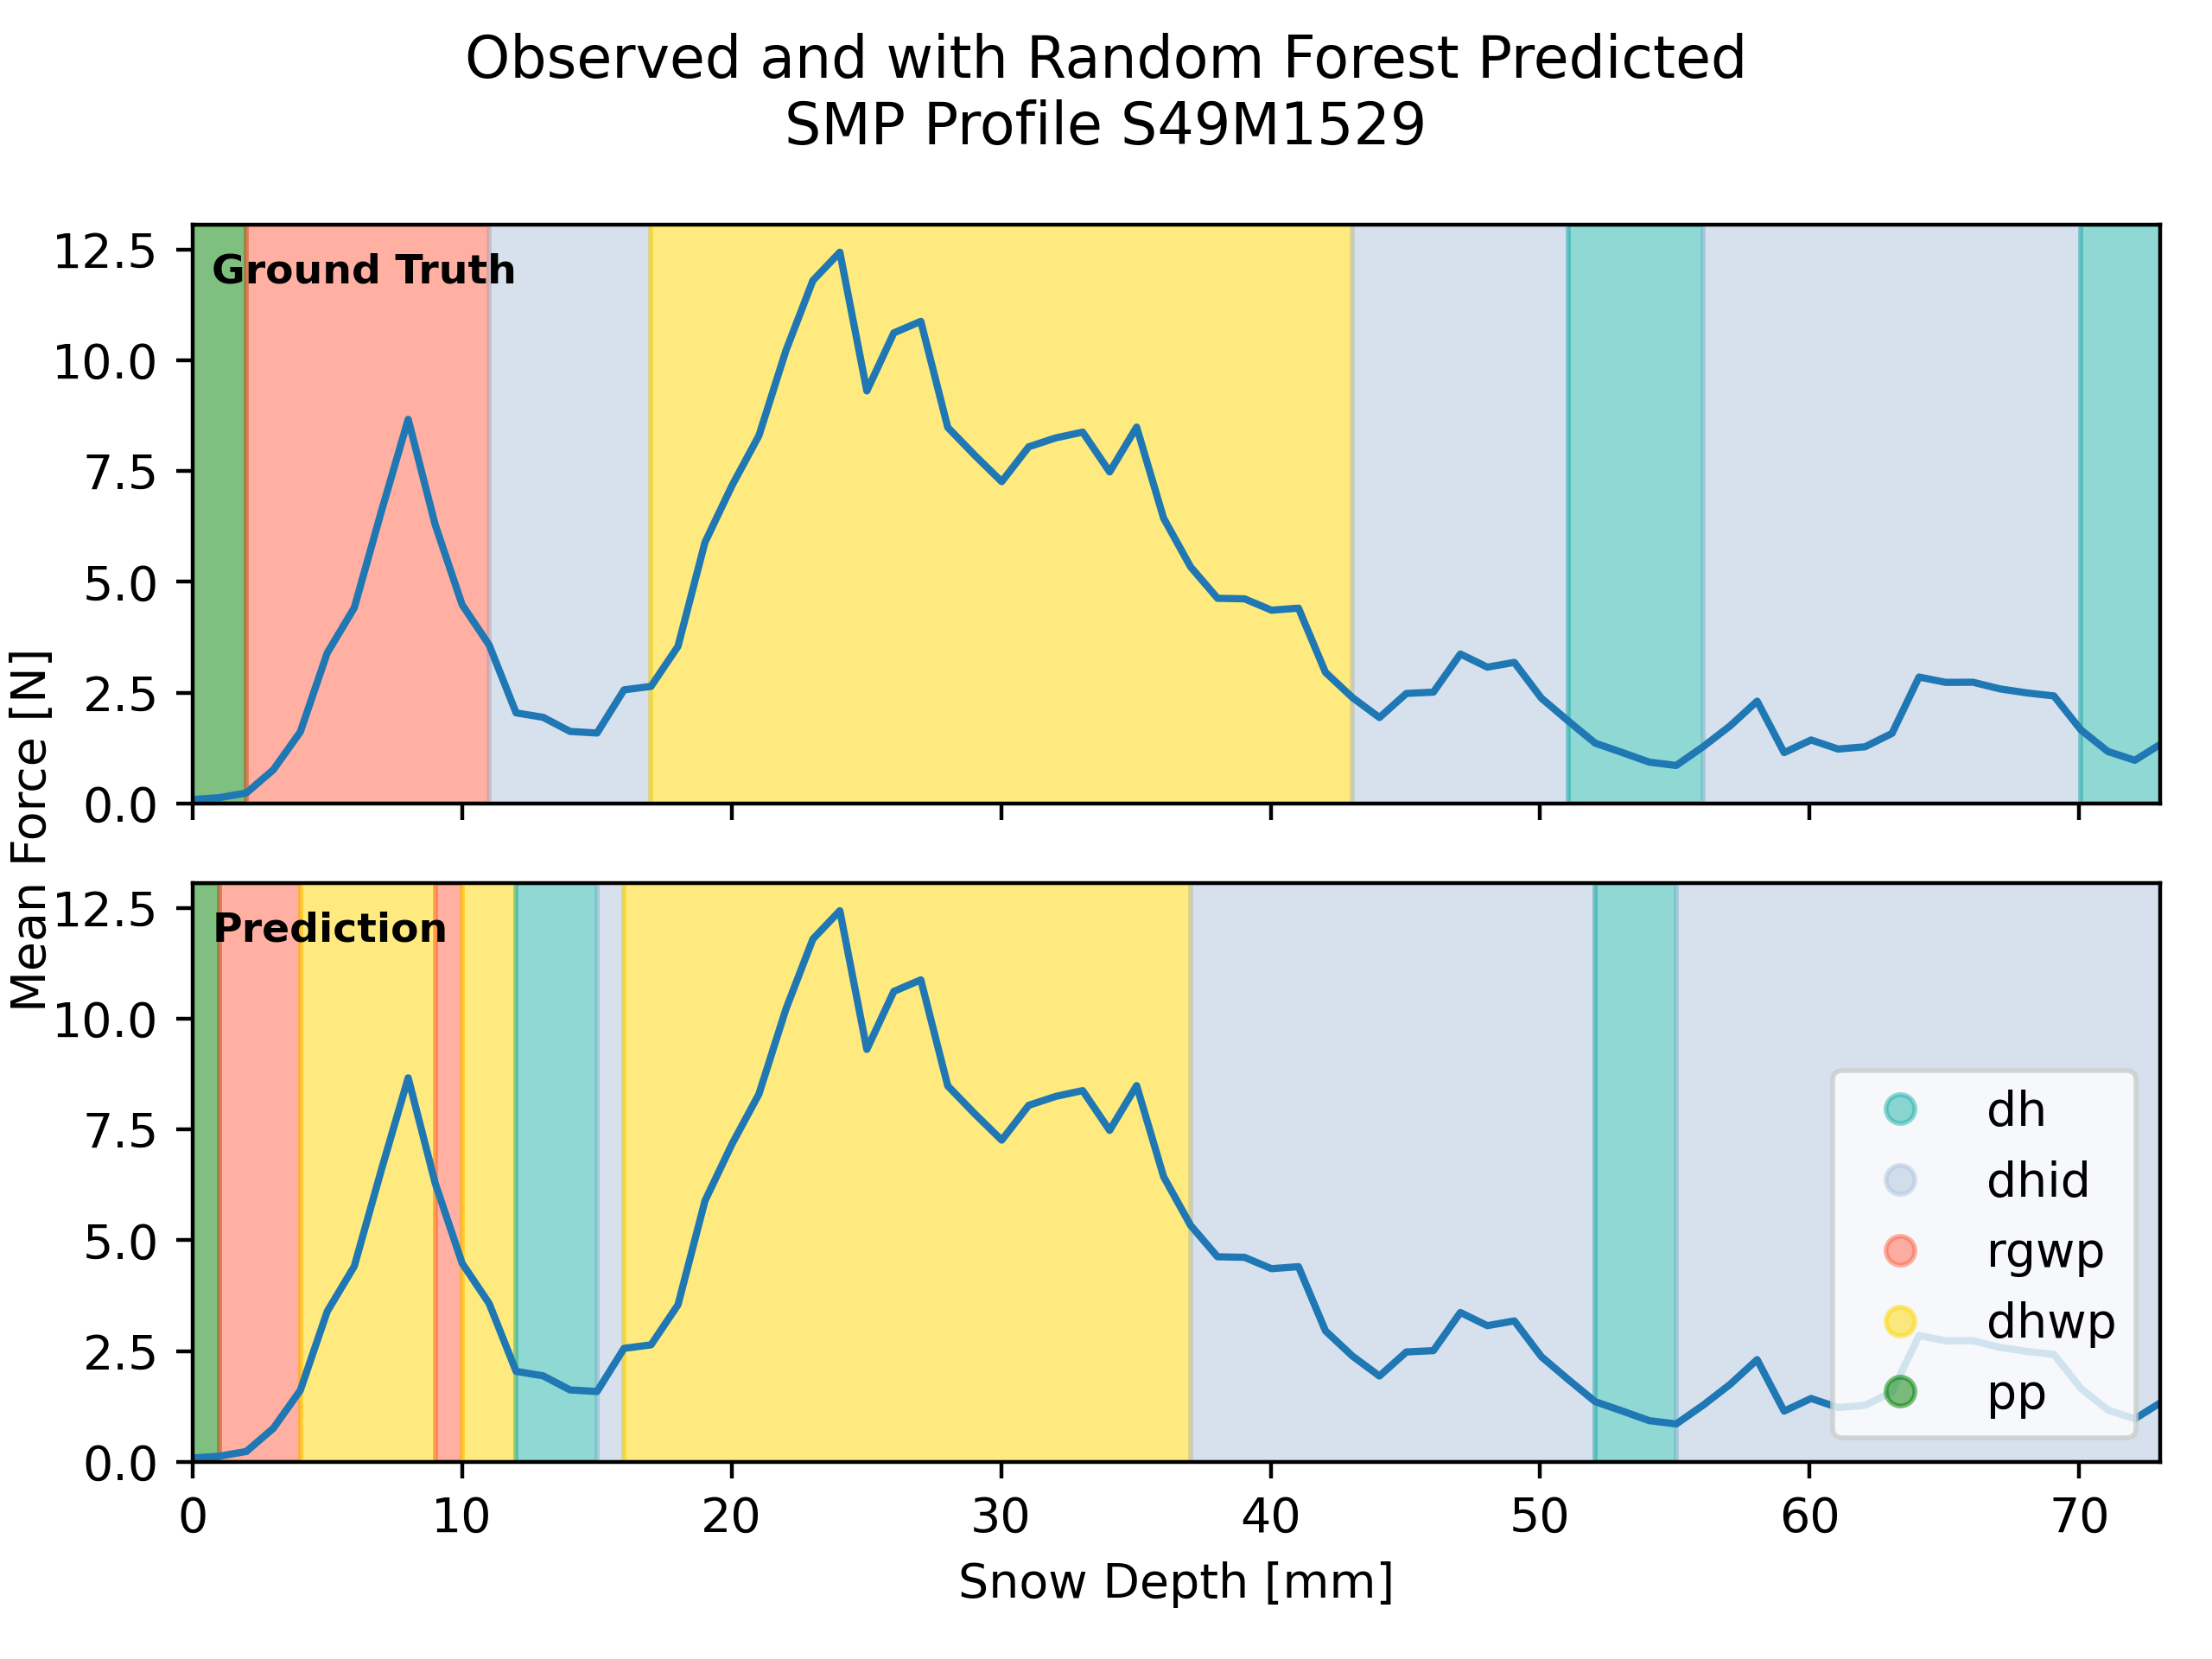 Observed and with Random Forest Predicted
SMP Profile S49M1529
Mean Force [N]
12.5
10.0
7.5
5.0
2.5
0.0
Ground Truth
12.5
10.0
7.5
5.0
2.5
0.0
Prediction
dh
dhid
rgwp
dhwp
pp
0 10 20 30 40 50 60 70
Snow Depth [mm]